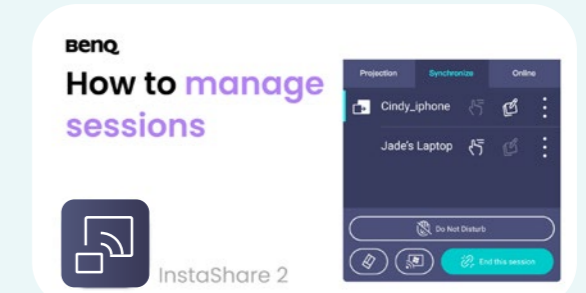 BenQ
How to manage
sessions
InstaShare 2
Projection Synchronize Online
Cindy_iphone
Jade's Laptop
Do Not Disturb
End this session